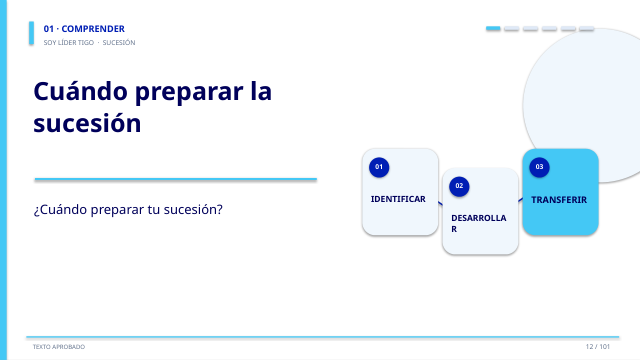 01 · COMPRENDER
SOY LÍDER TIGO · SUCESIÓN
Cuándo preparar la
sucesión
¿Cuándo preparar tu sucesión?
01
IDENTIFICAR
02
DESARROLLA
R
03
TRANSFERIR
TEXTO APROBADO
12 / 101